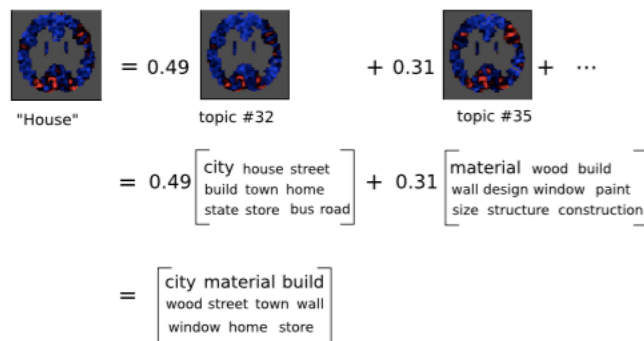 = 0.49 + 0.31 + ...
"House" topic #32 topic #35
= 0.49 [city house street build town home state store bus road] + 0.31 [material wood build wall design window paint size structure construction]
= [city material build
wood street town wall
window home store]